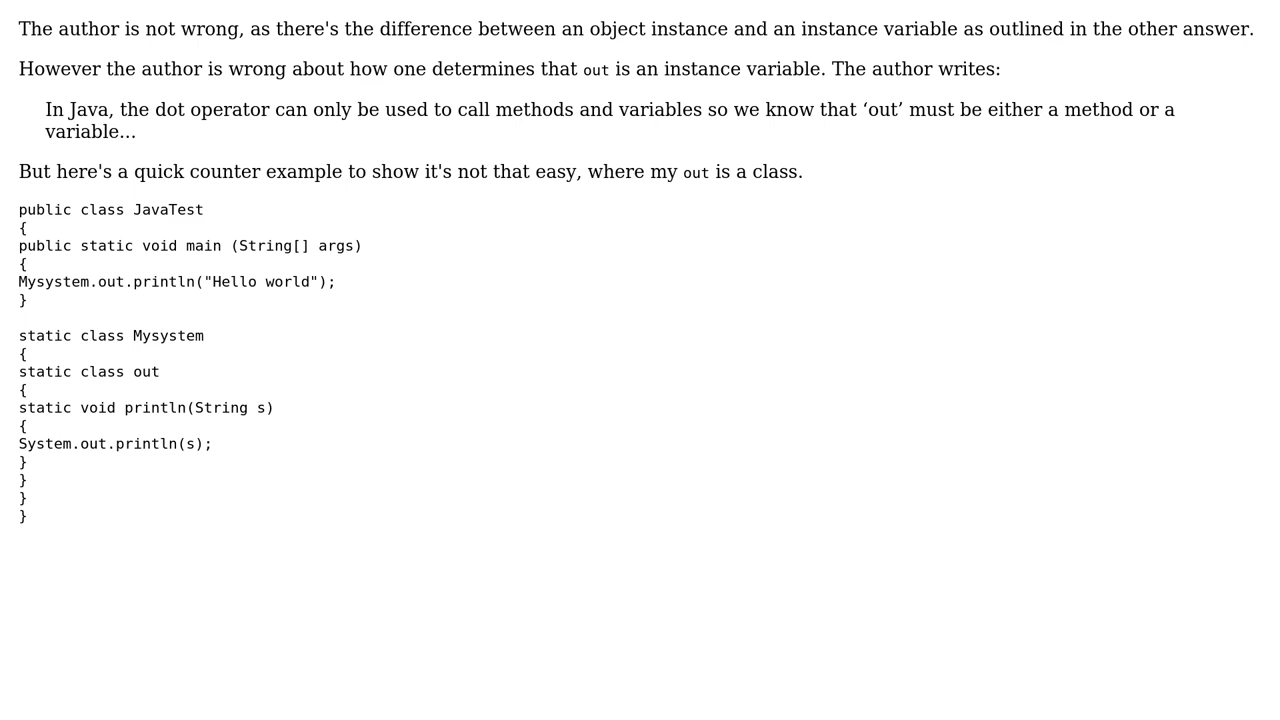 The author is not wrong, as there's the difference between an object instance and an instance variable as outlined in the other answer.
However the author is wrong about how one determines that out is an instance variable. The author writes:
In Java, the dot operator can only be used to call methods and variables so we know that ‘out’ must be either a method or a
variable...
But here's a quick counter example to show it's not that easy, where my out is a class.
public class JavaTest
{
public static void main (String[] args)
{
Mysystem.out.println("Hello world");
}
static class Mysystem
{
static class out
{
static void println(String s)
{
System.out.println(s);
}
}
}
}